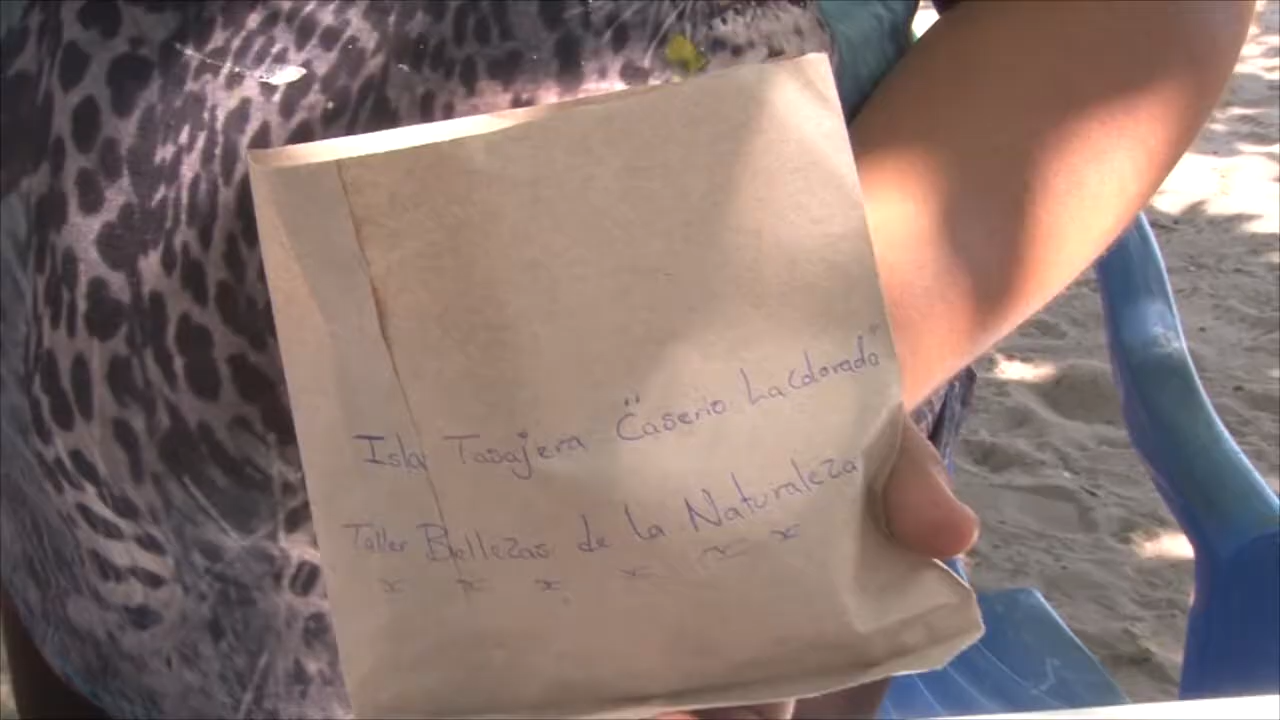 Isla Tasajera "Caserio La Colorada"
Taller Bellezas de la Naturaleza
x x x x x x